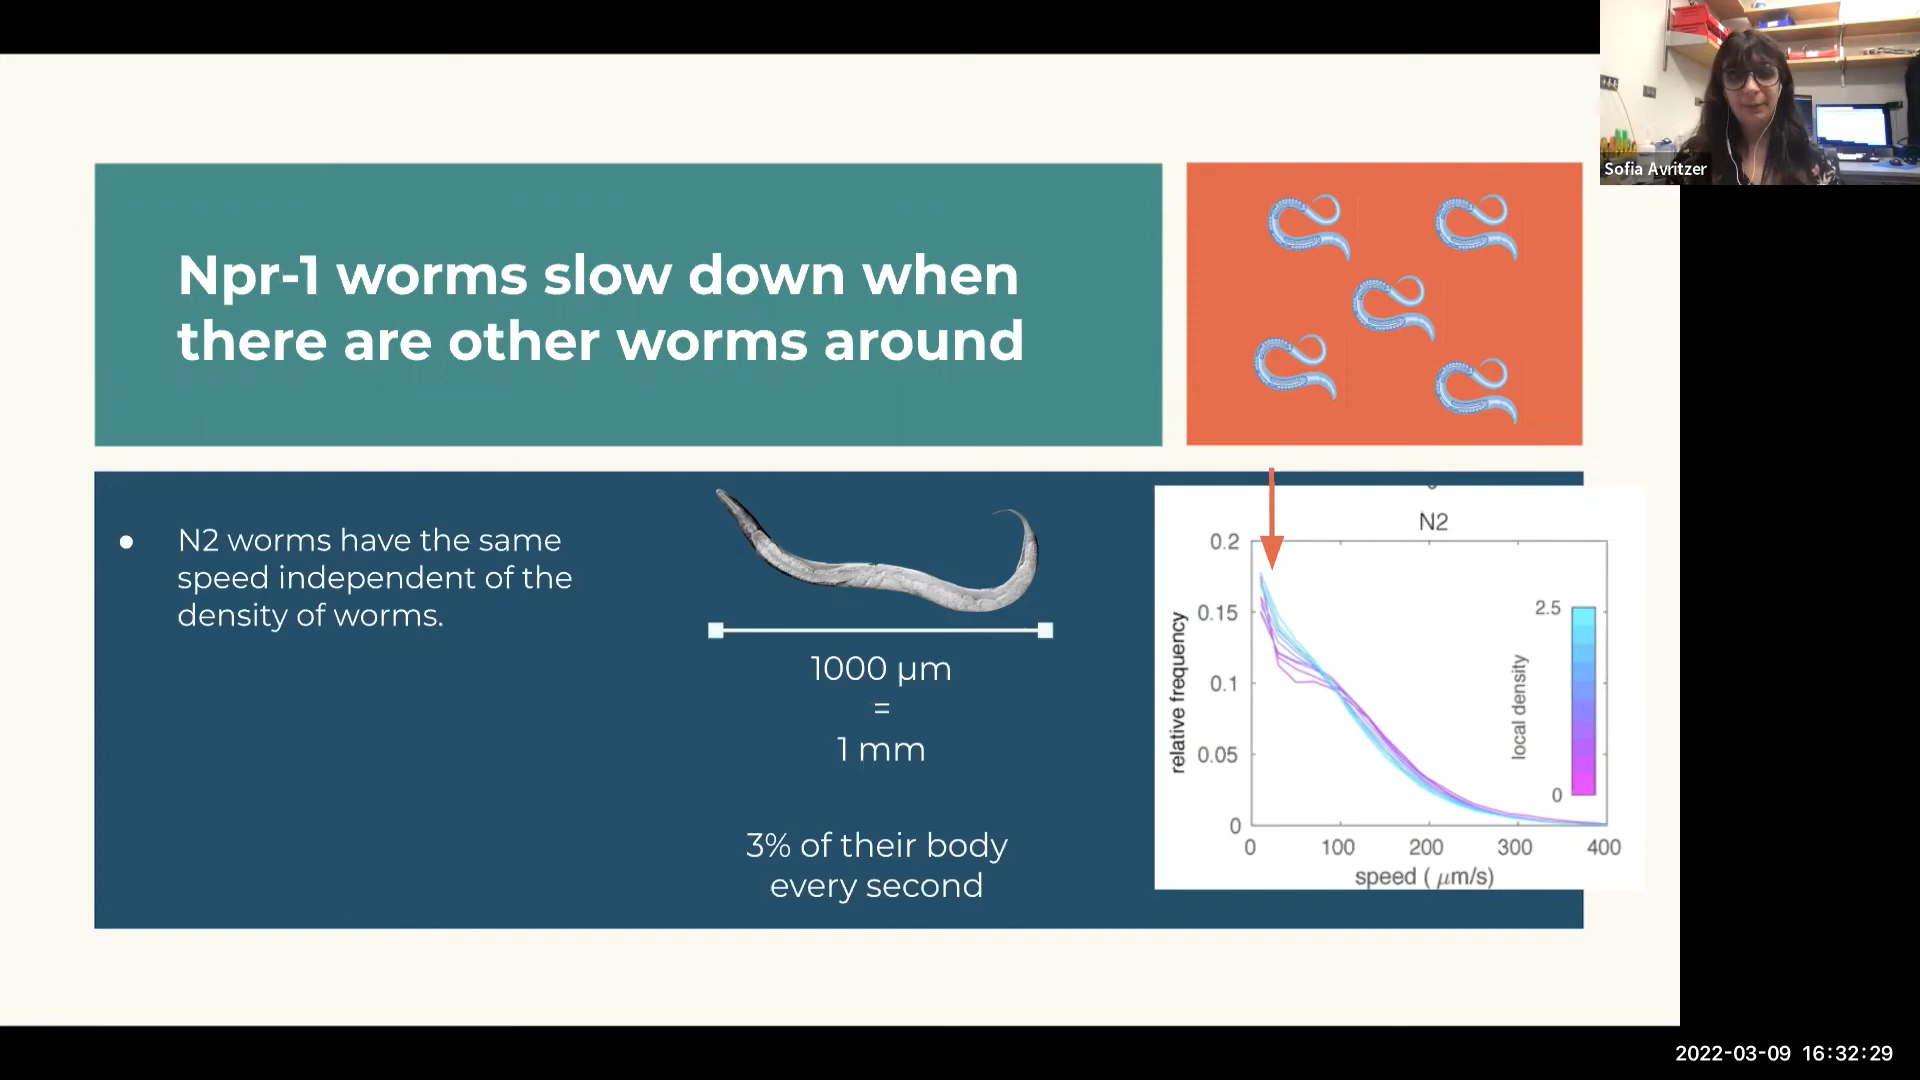 Npr-1 worms slow down when
there are other worms around
● N2 worms have the same
speed independent of the
density of worms.
1000 µm
=
1 mm
3% of their body
every second
N2
0.2
0.15
0.1
0.05
0
relative frequency
0 100 200 300 400
speed ( μm/s)
2.5
local density
0
Sofia Avritzer
2022-03-09 16:32:29